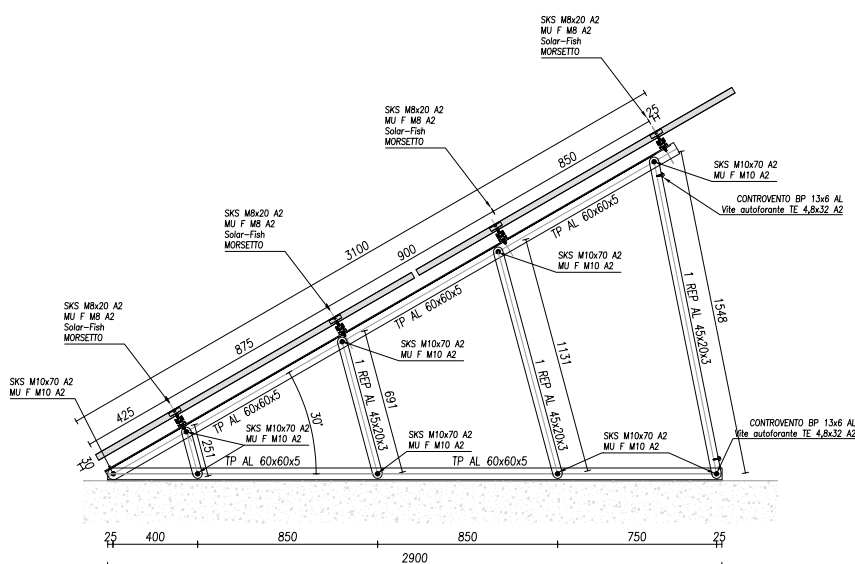 SKS M8x20 A2
MU F M8 A2
Solar-Fish
MORSETTO
SKS M8x20 A2
MU F M8 A2
Solar-Fish
MORSETTO
25
850
SKS M10x70 A2
MU F M10 A2
CONTROVENTO BP 13x6 AL
Vite autoforante TE 4,8x32 A2
SKS M8x20 A2
MU F M8 A2
Solar-Fish
MORSETTO
3100
900
TP AL 60x60x5
SKS M10x70 A2
MU F M10 A2
SKS M8x20 A2
MU F M8 A2
Solar-Fish
MORSETTO
875
TP AL 60x60x5
1 REP AL 45x20x3
1548
SKS M10x70 A2
MU F M10 A2
1131
1 REP AL 45x20x3
SKS M10x70 A2
MU F M10 A2
425
TP AL 60x60x5
30°
691
1 REP AL 45x20x3
30
251
SKS M10x70 A2
MU F M10 A2
SKS M10x70 A2
MU F M10 A2
SKS M10x70 A2
MU F M10 A2
CONTROVENTO BP 13x6 AL
Vite autoforante TE 4,8x32 A2
TP AL 60x60x5
TP AL 60x60x5
25 400 850 850 750 25
2900